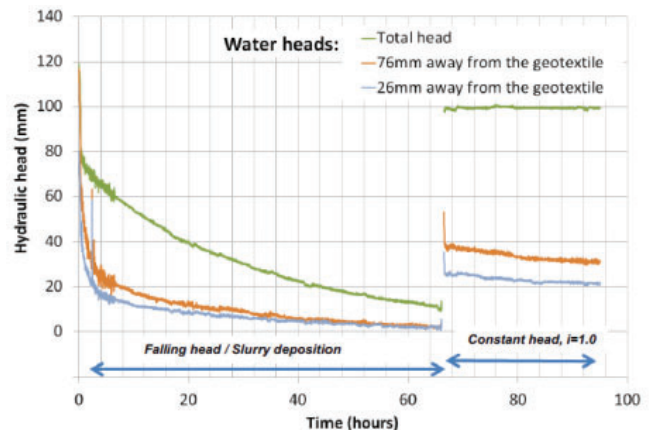 140
120
100
80
60
40
20
0
Hydraulic head (mm)
Water heads:
Total head
76mm away from the geotextile
26mm away from the geotextile
Falling head / Slurry deposition
Constant head, i=1.0
0
20
40
60
80
100
Time (hours)